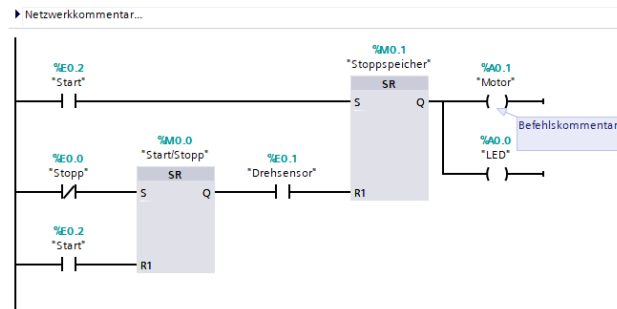 Netzwerkkommentar...
%M0.1
"Stoppspeicher"
SR
%E0.2
"Start"
S
Q
%A0.1
"Motor"
Befehlskommentar
%A0.0
"LED"
%M0.0
"Start/Stopp"
SR
%E0.0
"Stopp"
S
Q
%E0.1
"Drehsensor"
R1
%E0.2
"Start"
R1